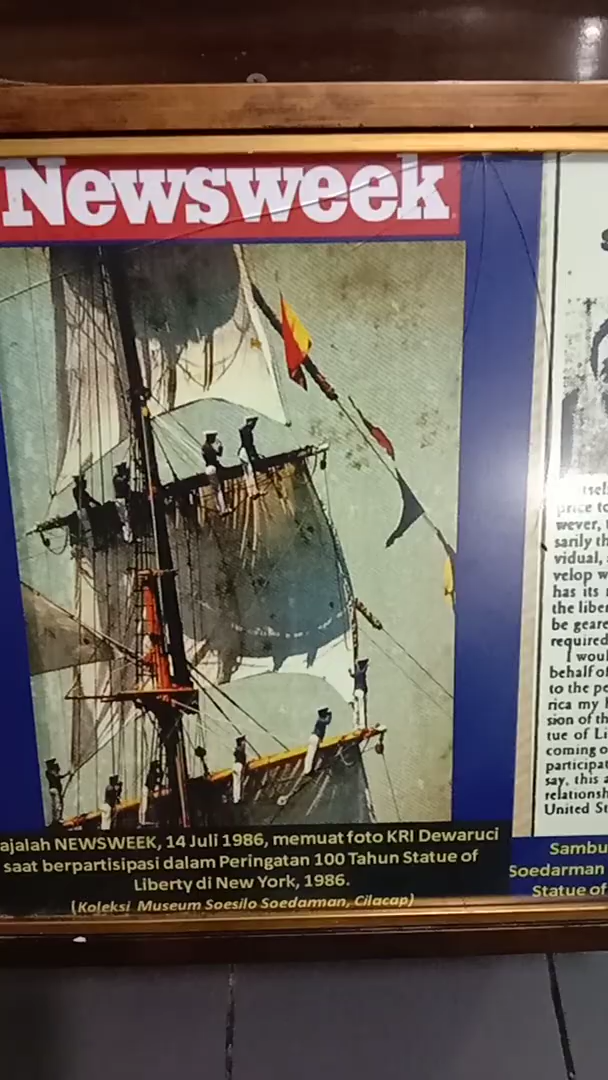 Newsweek
ajalah NEWSWEEK, 14 Juli 1986, memuat foto KRI Dewaruci
saat berpartisipasi dalam Peringatan 100 Tahun Statue of
Liberty di New York, 1986.
(Koleksi Museum Soesilo Soedarman, Cilacap)
price to
wever,
sarily th
vidual,
velop w
has its
the liber
be geare
required
I woul
behalf of
to the pe
rica my
sion of th
tue of Li
coming o
participat
say, this a
relationsh
United St
Sambu
Soedarman
Statue of